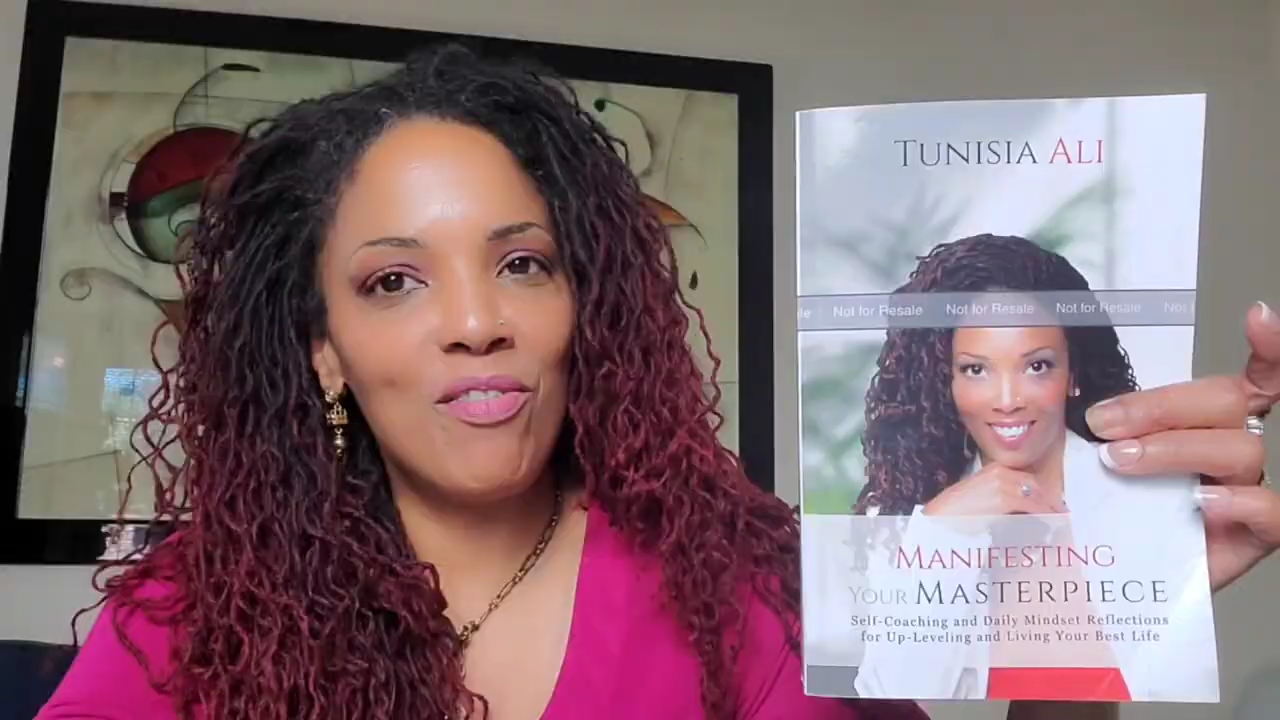 TUNISIA ALI
Not for Resale Not for Resale Not for Resale
MANIFESTING
YOUR MASTERPIECE
Self-Coaching and Daily Mindset Reflections
for Up-Leveling and Living Your Best Life